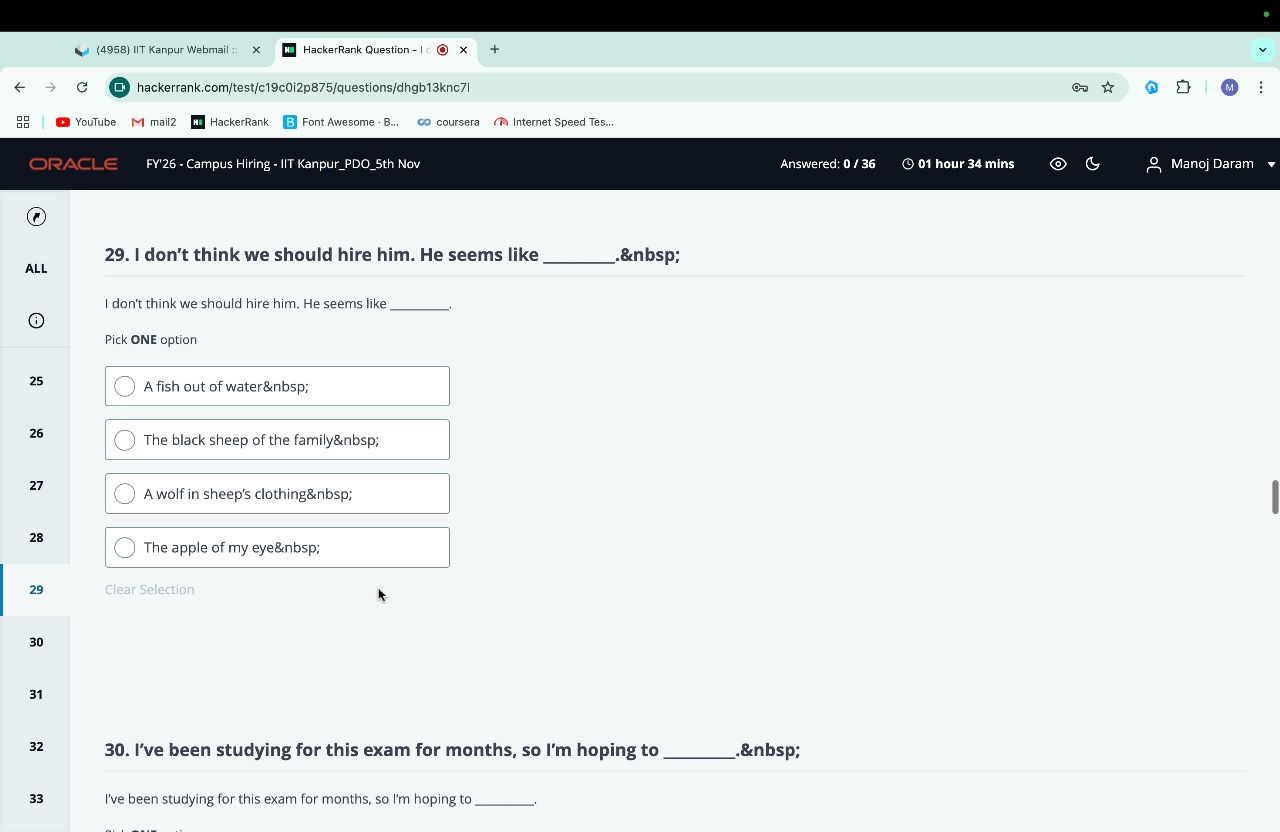 (4958) IIT Kanpur Webmail ::
HackerRank Question - I d
hackerrank.com/test/c19c0i2p875/questions/dhgb13knc7l
M
YouTube
mail2
HackerRank
Font Awesome · B...
coursera
Internet Speed Tes...
ORACLE
FY'26 - Campus Hiring - IIT Kanpur_PDO_5th Nov
Answered: 0 / 36
01 hour 34 mins
Manoj Daram
ALL
25
26
27
28
29
30
31
32
33
29. I don’t think we should hire him. He seems like _________.&nbsp;
I don’t think we should hire him. He seems like _________.
Pick ONE option
A fish out of water&nbsp;
The black sheep of the family&nbsp;
A wolf in sheep’s clothing&nbsp;
The apple of my eye&nbsp;
Clear Selection
30. I’ve been studying for this exam for months, so I’m hoping to _________.&nbsp;
I’ve been studying for this exam for months, so I’m hoping to _________.
Pick ONE option